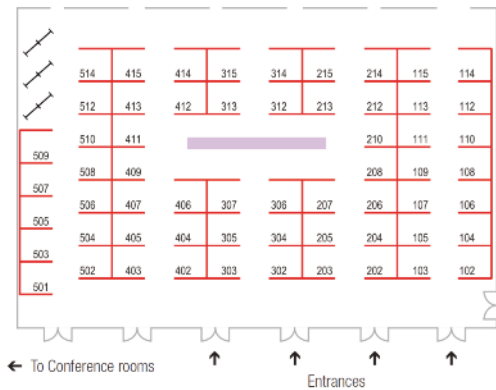 514 415 414 315 314 215 214 115 114
512 413 412 313 312 213 212 113 112
510 411 210 111 110
509
508 409 208 109 108
507
506 407 406 307 306 207 206 107 106
505
504 405 404 305 304 205 204 105 104
503
502 403 402 303 302 203 202 103 102
501
← To Conference rooms
Entrances